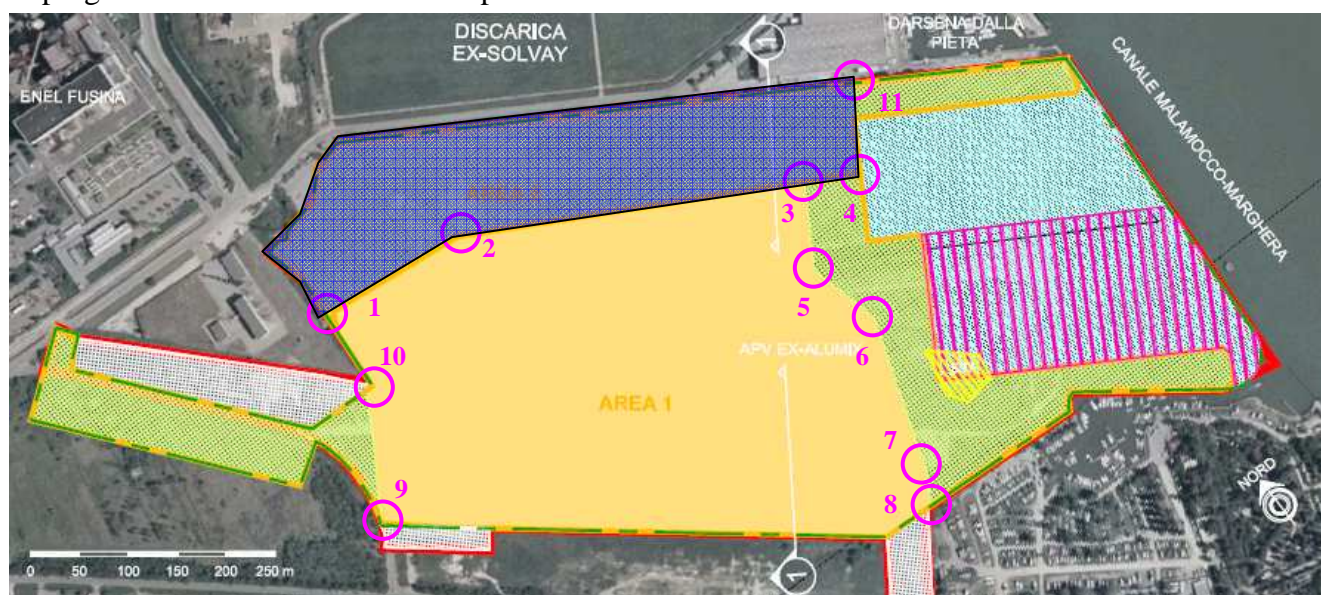 DISCARICA
EX-SOLVAY
1
DARSENA DALLA
PIETA'
CANALE MALAMOCCO-MARGHERA
ENEL FUSINA
11
3
4
2
5
1
6
APV EX-ALUMIX
10
AREA 1
7
8
9
NORD
0 50 100 150 200 250 m
1